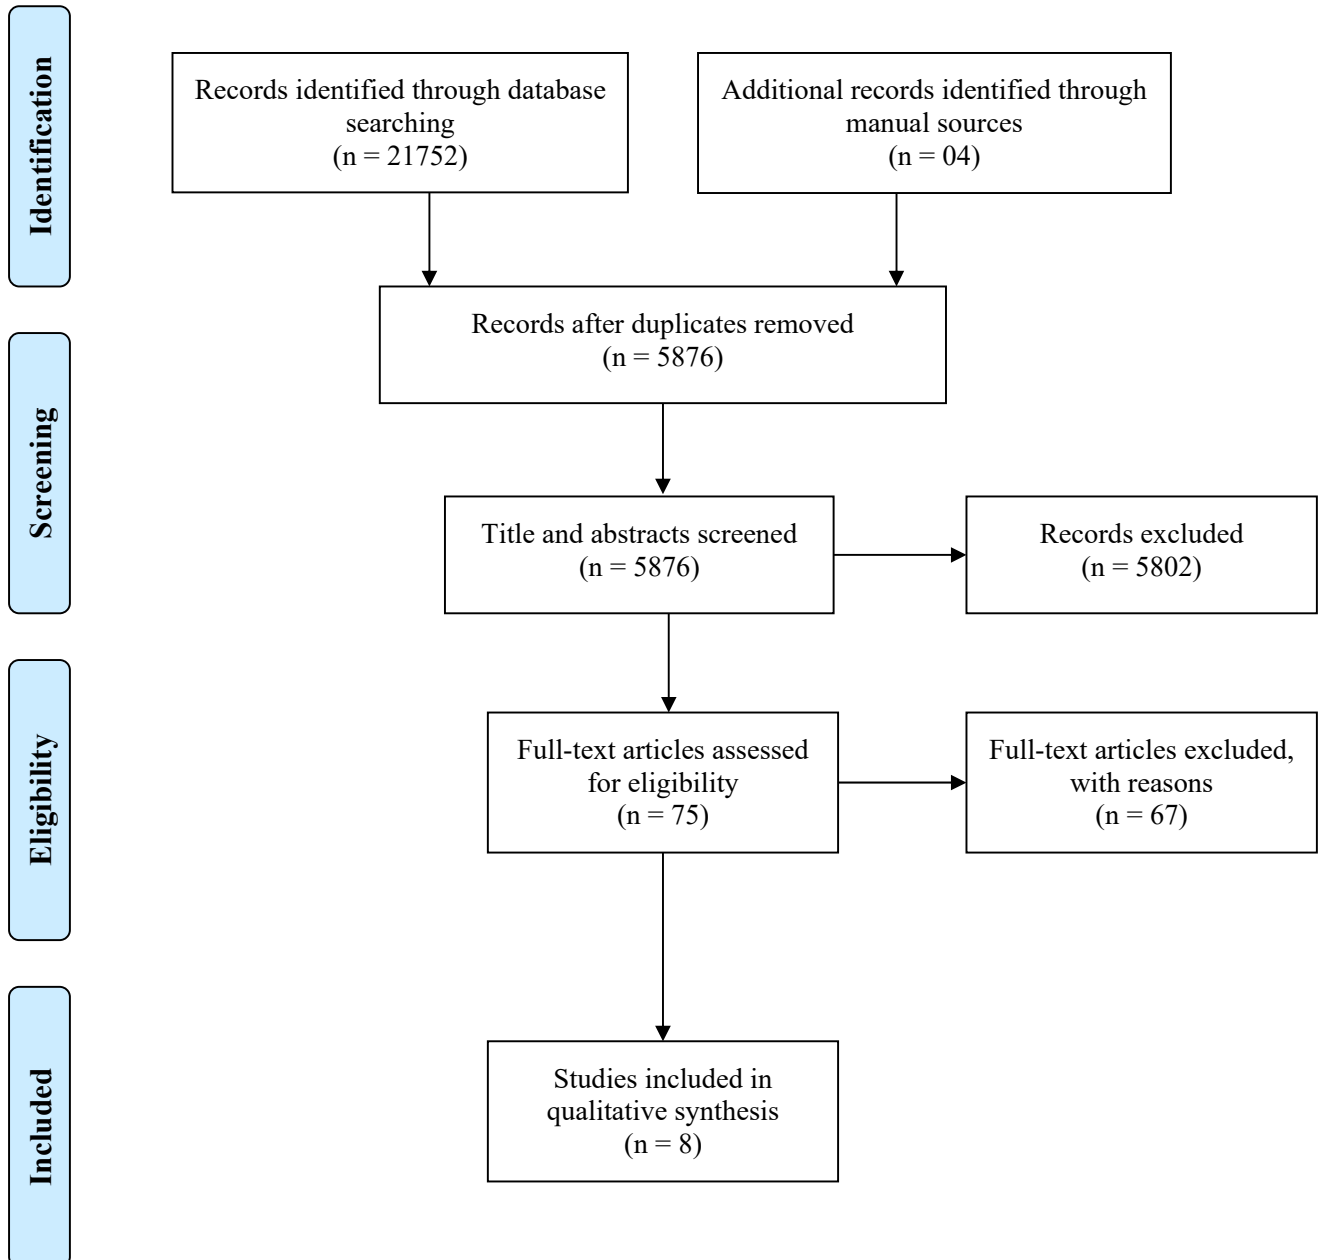 Identification
Records identified through database
searching
(n = 21752)
Additional records identified through
manual sources
(n = 04)
Records after duplicates removed
(n = 5876)
Screening
Title and abstracts screened
(n = 5876)
Records excluded
(n = 5802)
Eligibility
Full-text articles assessed
for eligibility
(n = 75)
Full-text articles excluded,
with reasons
(n = 67)
Included
Studies included in
qualitative synthesis
(n = 8)